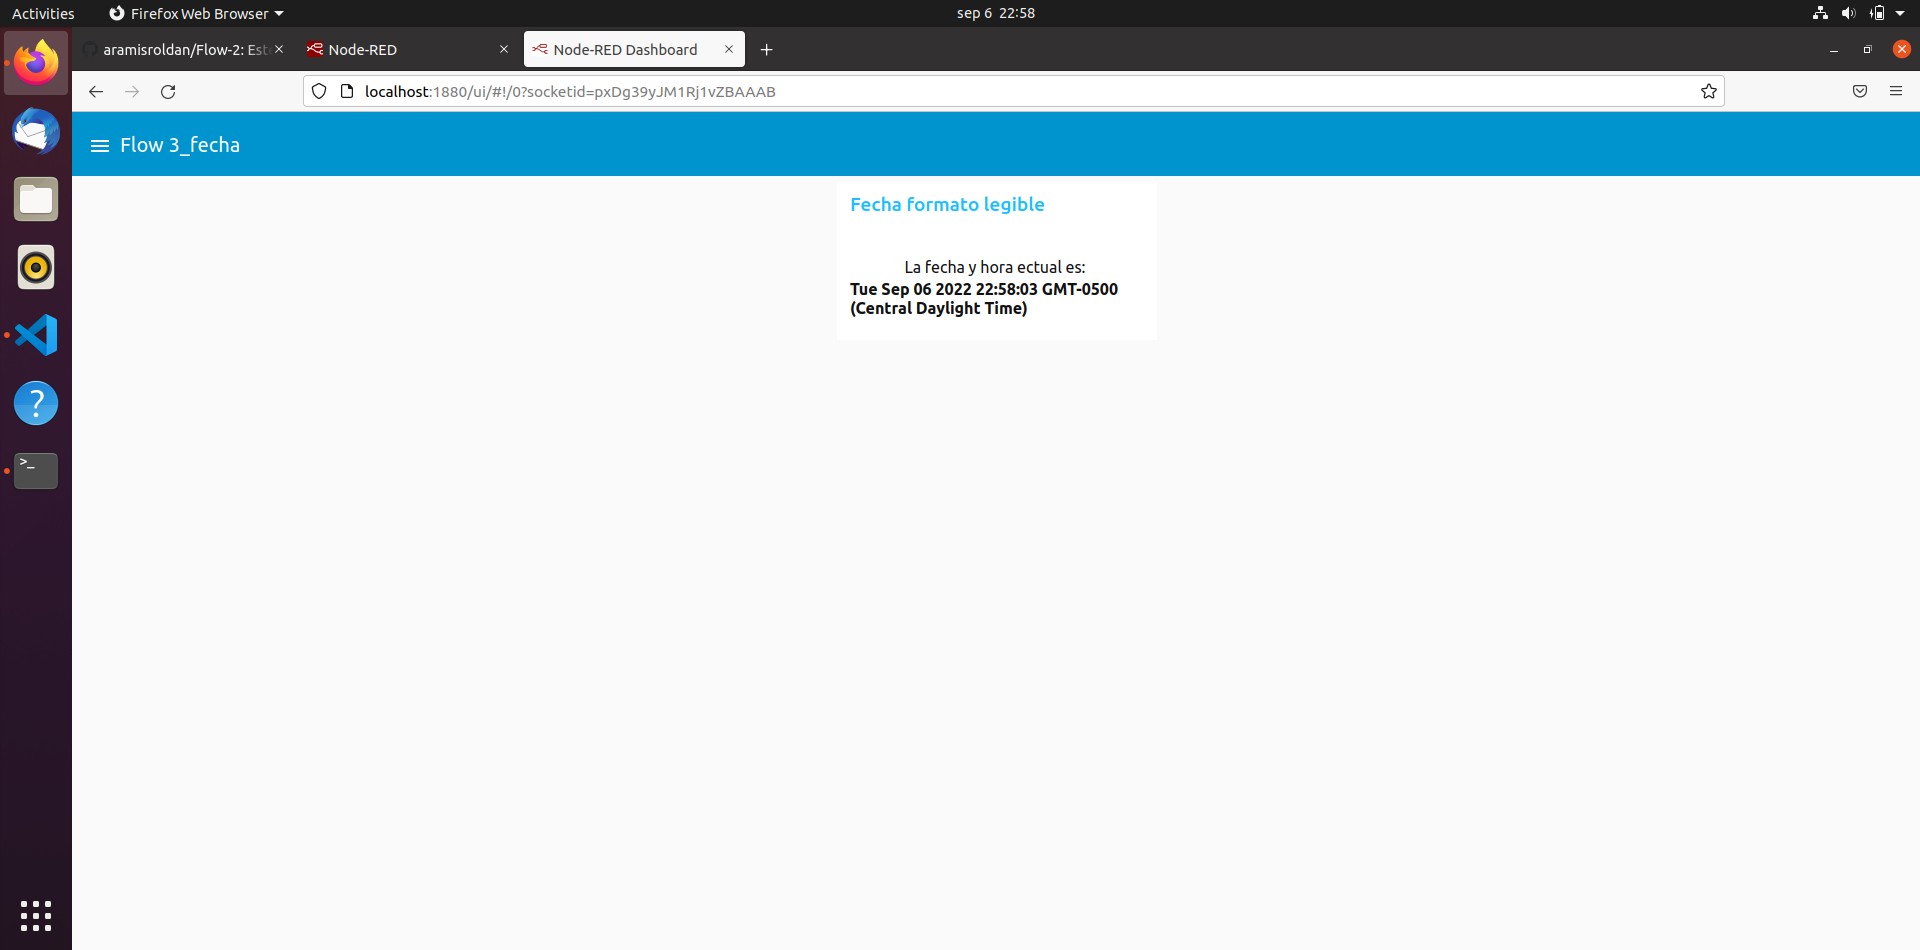 Activities
Firefox Web Browser
sep 6 22:58
aramisroldan/Flow-2: Est
Node-RED
Node-RED Dashboard
localhost:1880/ui/#!/0?socketid=pxDg39yJM1Rj1vZBAAAB
Flow 3_fecha
Fecha formato legible
La fecha y hora ectual es:
Tue Sep 06 2022 22:58:03 GMT-0500
(Central Daylight Time)